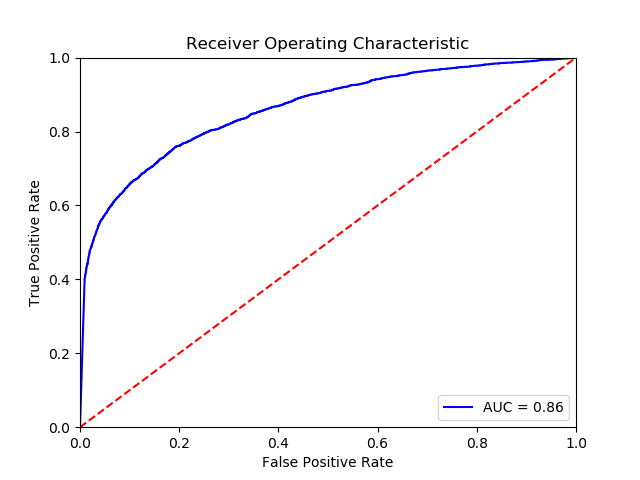 Receiver Operating Characteristic
True Positive Rate
1.0
0.8
0.6
0.4
0.2
0.0
AUC = 0.86
0.0 0.2 0.4 0.6 0.8 1.0
False Positive Rate